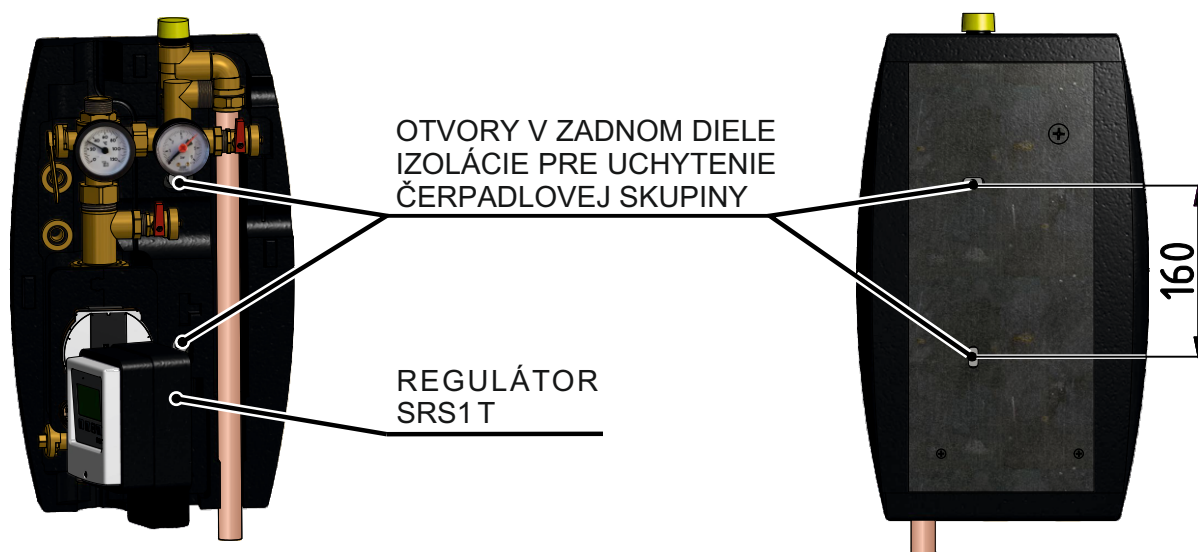 OTVORY V ZADNOM DIELE
IZOLÁCIE PRE UCHYTENIE
ČERPADLOVEJ SKUPINY
160
REGULÁTOR
SRS1 T